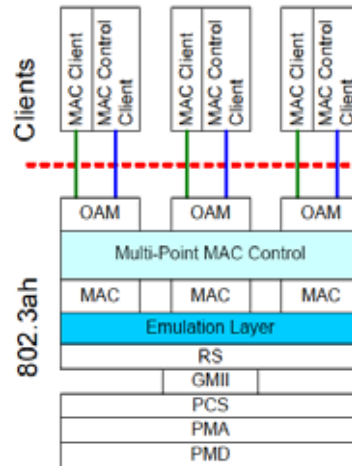 Clients
MAC Client
MAC Control
Client
MAC Client
MAC Control
Client
MAC Client
MAC Control
Client
802.3ah
OAM OAM OAM
Multi-Point MAC Control
MAC MAC MAC
Emulation Layer
RS
GMII
PCS
PMA
PMD